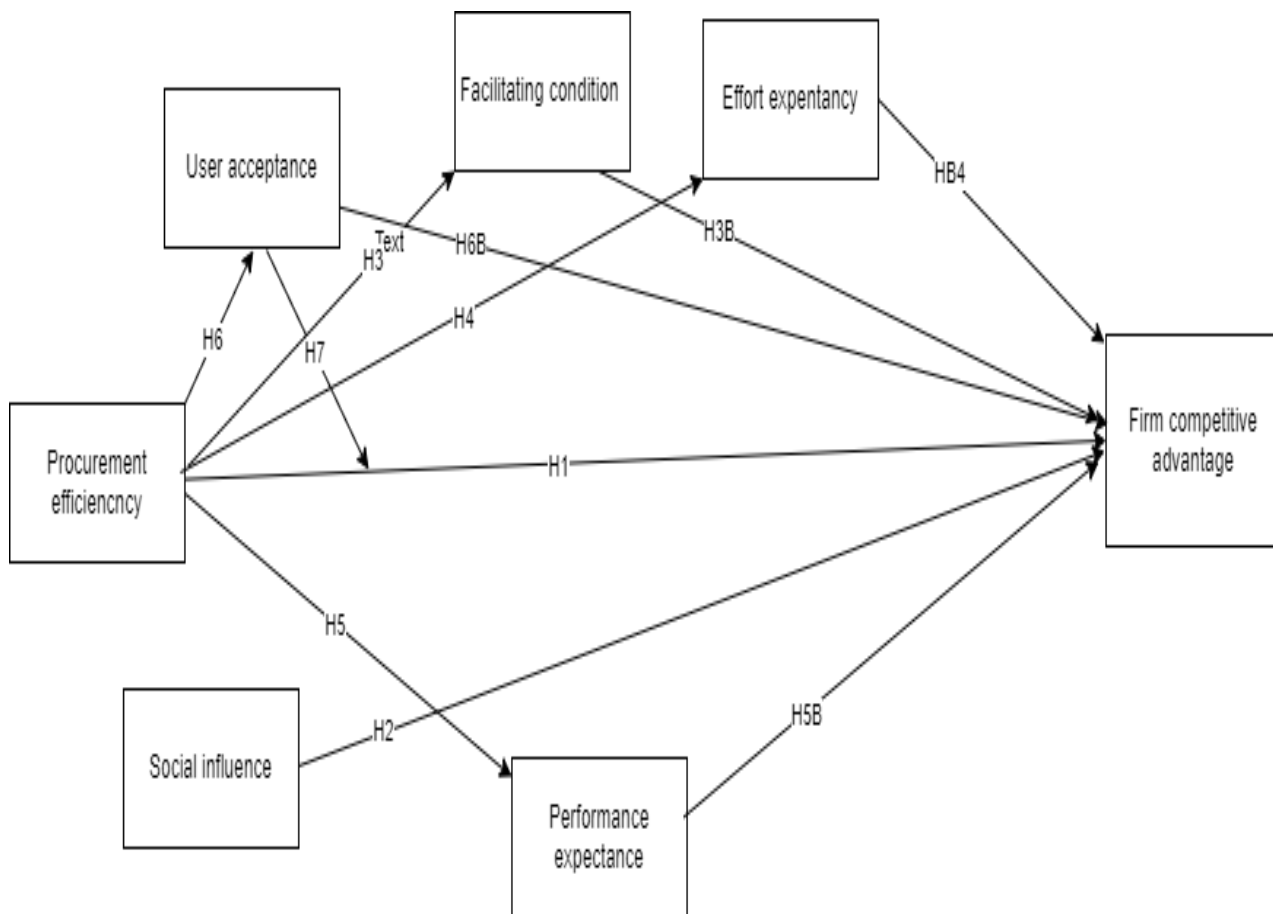 Facilitating condition
Effort expentancy
User acceptance
HB4
Text
H3
H6B
H3B
H4
H6
H7
Procurement
efficiencncy
H1
Firm competitive
advantage
H5
H2
H5B
Social influence
Performance
expectance